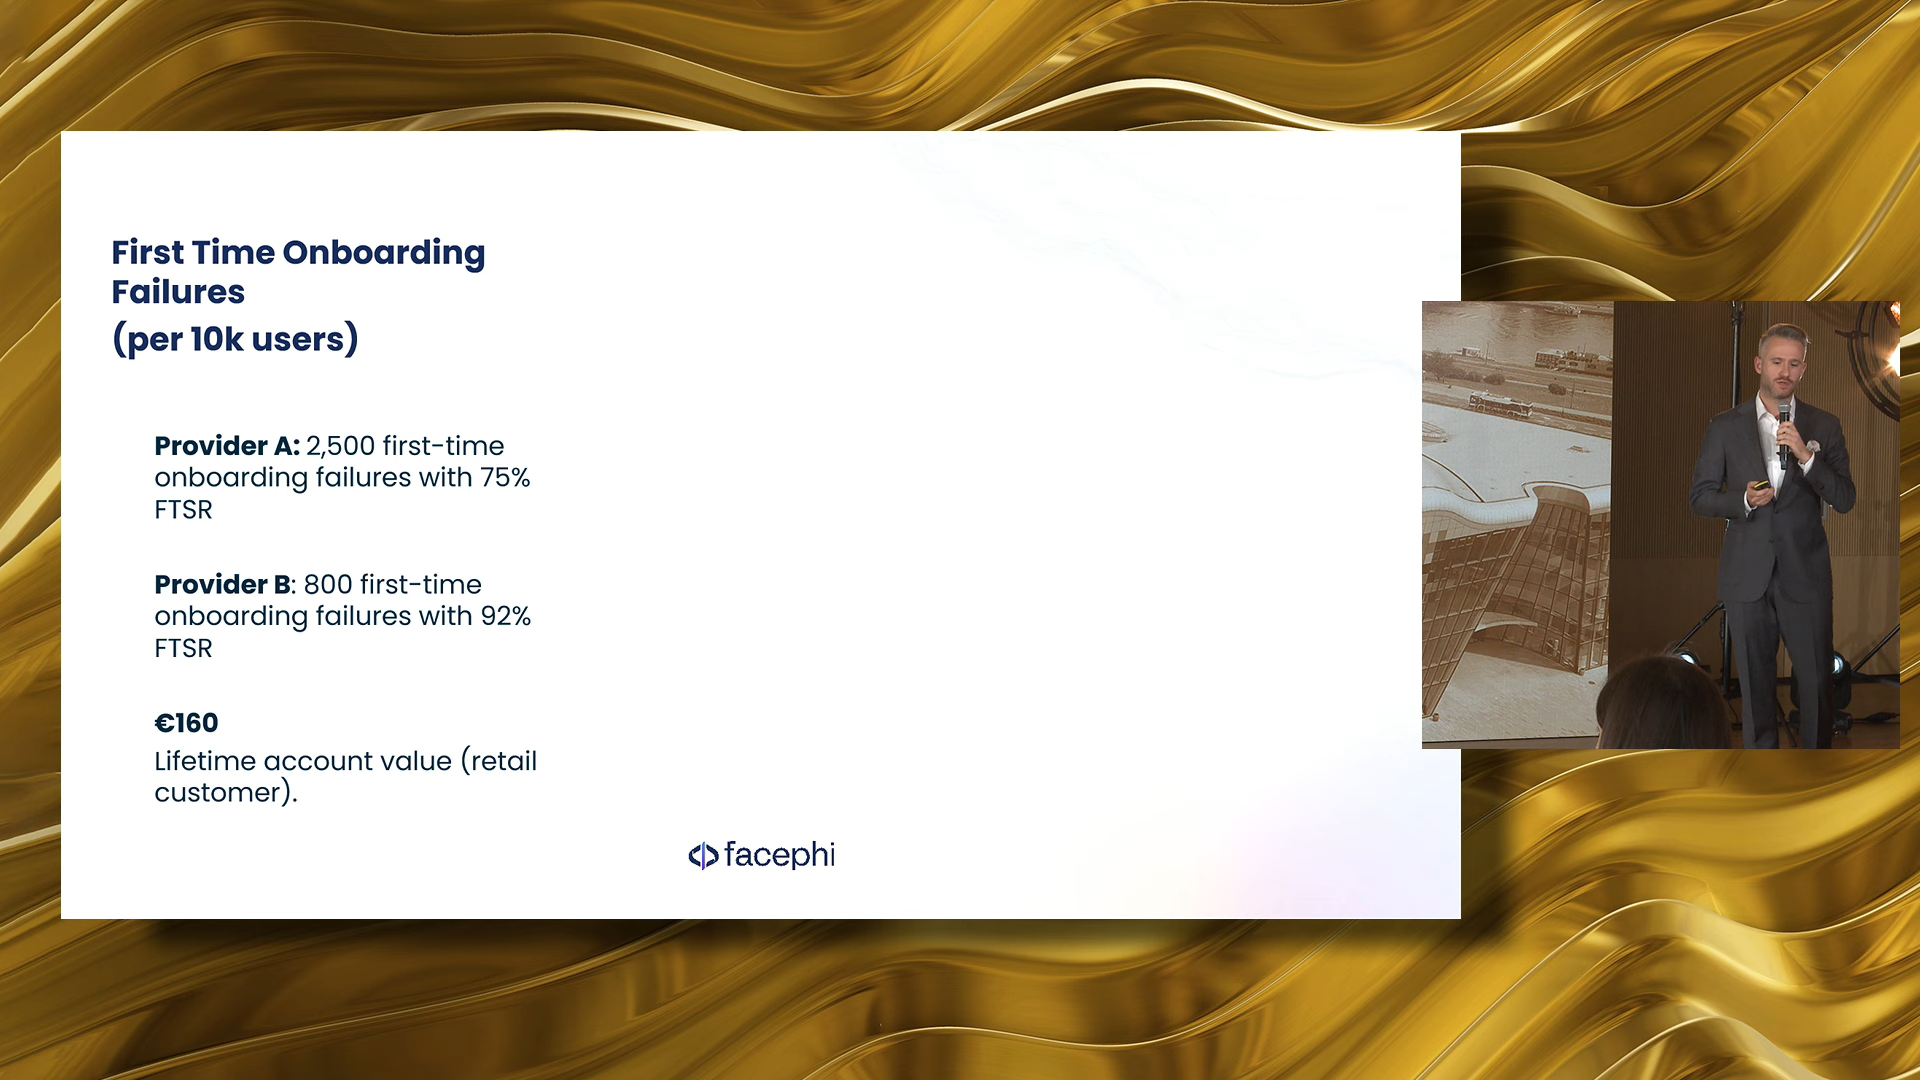 First Time Onboarding
Failures
(per 10k users)
Provider A: 2,500 first-time
onboarding failures with 75%
FTSR
Provider B: 800 first-time
onboarding failures with 92%
FTSR
€160
Lifetime account value (retail
customer).
facephi